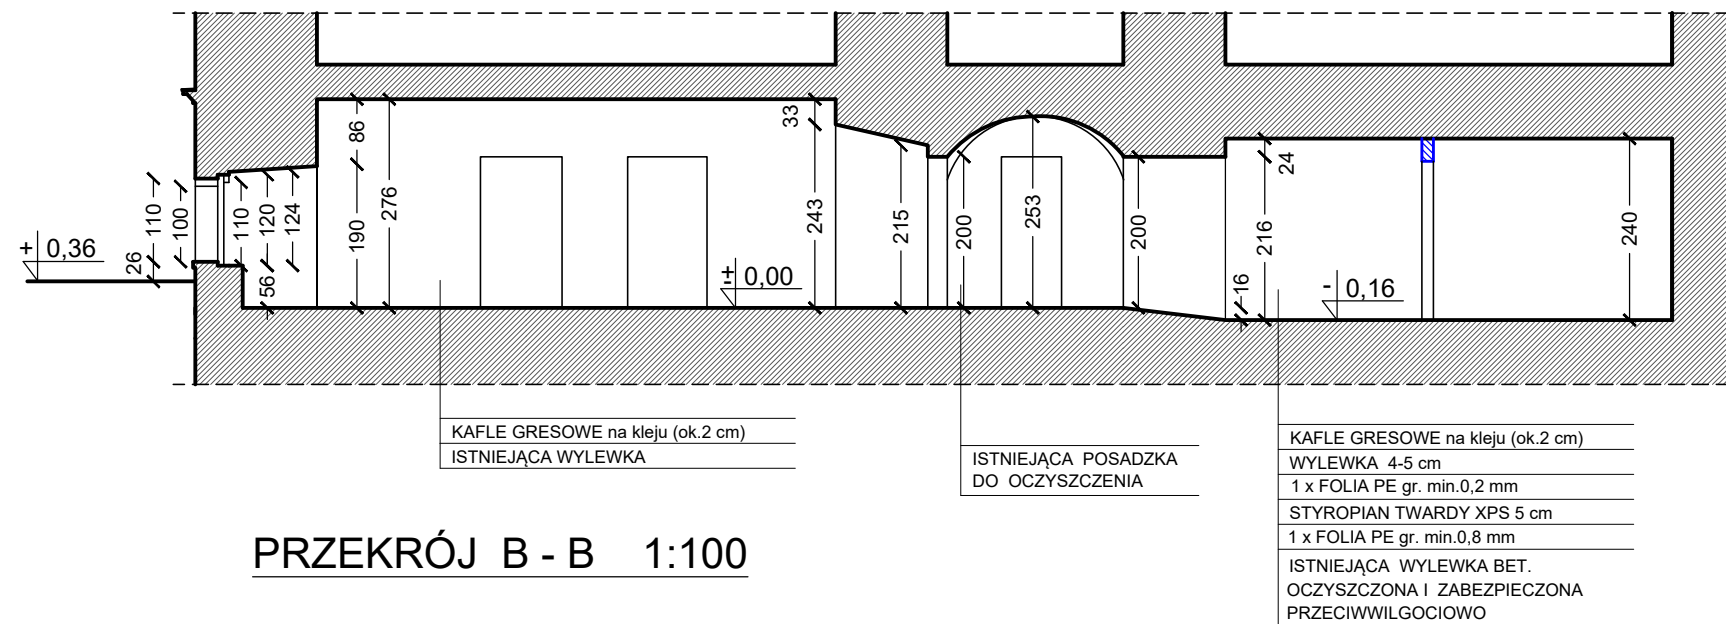 33
86
24
276
190
243
215
200
253
200
216
240
16
110
100
110
120
124
26
56
+ 0,36
± 0,00
- 0,16
KAFLE GRESOWE na kleju (ok.2 cm)
ISTNIEJĄCA WYLEWKA
ISTNIEJĄCA POSADZKA
DO OCZYSZCZENIA
KAFLE GRESOWE na kleju (ok.2 cm)
WYLEWKA 4-5 cm
1 x FOLIA PE gr. min.0,2 mm
STYROPIAN TWARDY XPS 5 cm
1 x FOLIA PE gr. min.0,8 mm
ISTNIEJĄCA WYLEWKA BET.
OCZYSZCZONA I ZABEZPIECZONA
PRZECIWWILGOCIOWO
PRZEKRÓJ B - B 1:100